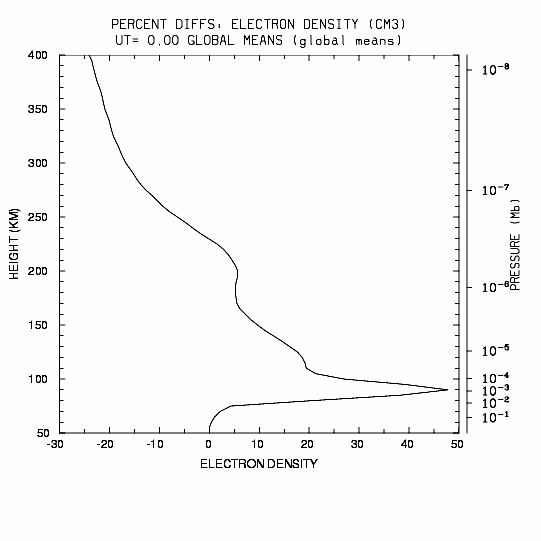 PERCENT DIFFS: ELECTRON DENSITY (CM3)
UT= 0.00 GLOBAL MEANS (global means)
400
350
300
250
200
150
100
50
HEIGHT (KM)
-30 -20 -10 0 10 20 30 40 50
ELECTRON DENSITY
10⁻⁸
10⁻⁷
10⁻⁶
10⁻⁵
10⁻⁴
10⁻³
10⁻²
10⁻¹
PRESSURE (Mb)